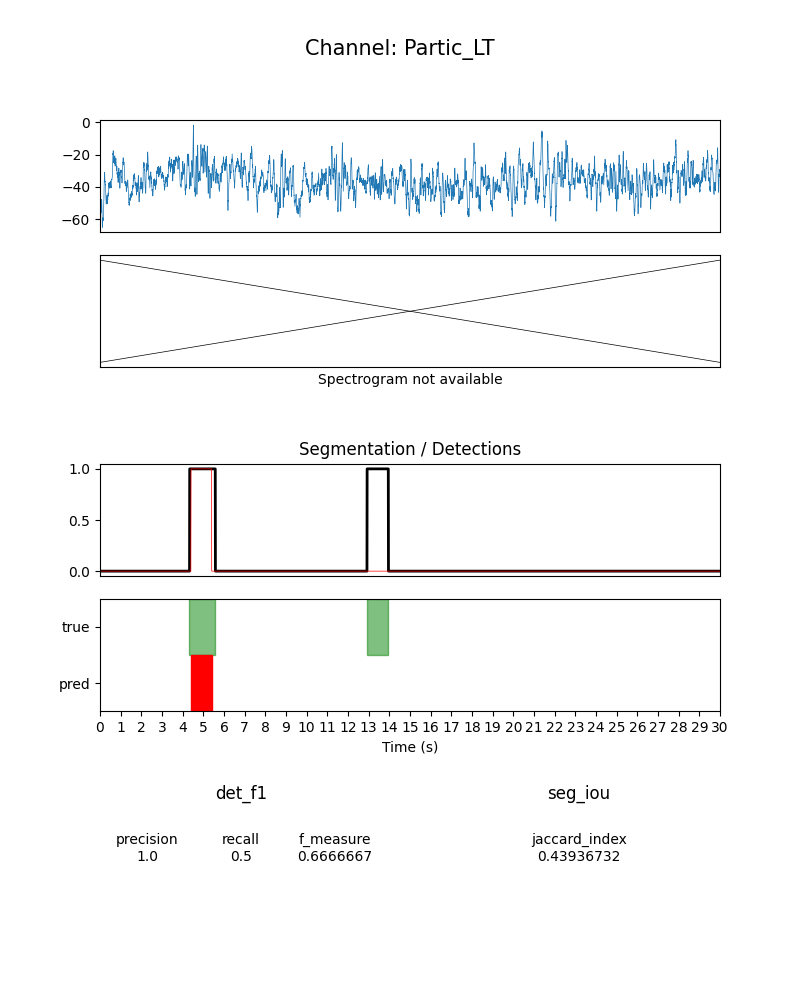 Channel: Partic_LT
0
−20
−40
−60
Spectrogram not available
Segmentation / Detections
1.0
0.5
0.0
true
pred
0 1 2 3 4 5 6 7 8 9 10 11 12 13 14 15 16 17 18 19 20 21 22 23 24 25 26 27 28 29 30
Time (s)
det_f1 seg_iou
precision recall f_measure jaccard_index
1.0 0.5 0.6666667 0.43936732